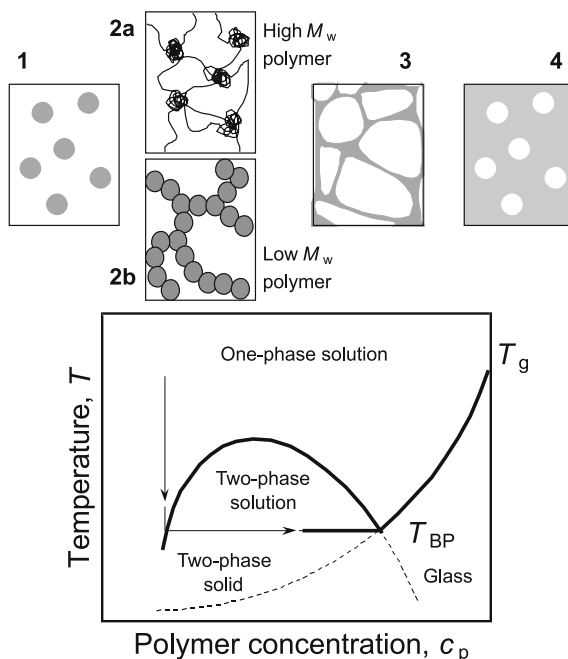 1
2a
High Mw
polymer
3
4
2b
Low Mw
polymer
One-phase solution
Tg
Two-phase
solution
TBP
Two-phase
solid
Glass
Temperature, T
Polymer concentration, cp